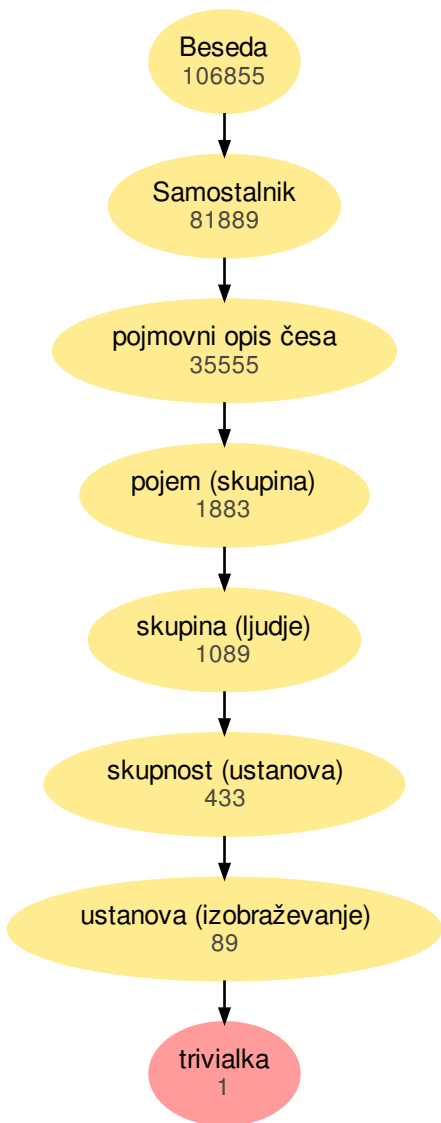 Beseda
106855
Samostalnik
81889
pojmovni opis česa
35555
pojem (skupina)
1883
skupina (ljudje)
1089
skupnost (ustanova)
433
ustanova (izobraževanje)
89
trivialka
1